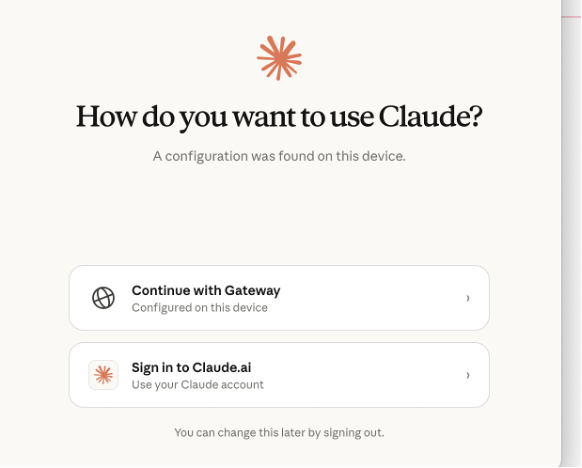 How do you want to use Claude?
A configuration was found on this device.
Continue with Gateway
Configured on this device
Sign in to Claude.ai
Use your Claude account
You can change this later by signing out.